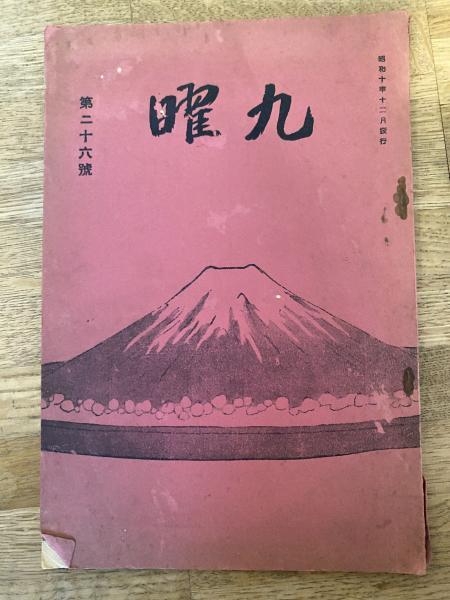 昭和十年十二月發行
九曜
第二十六號